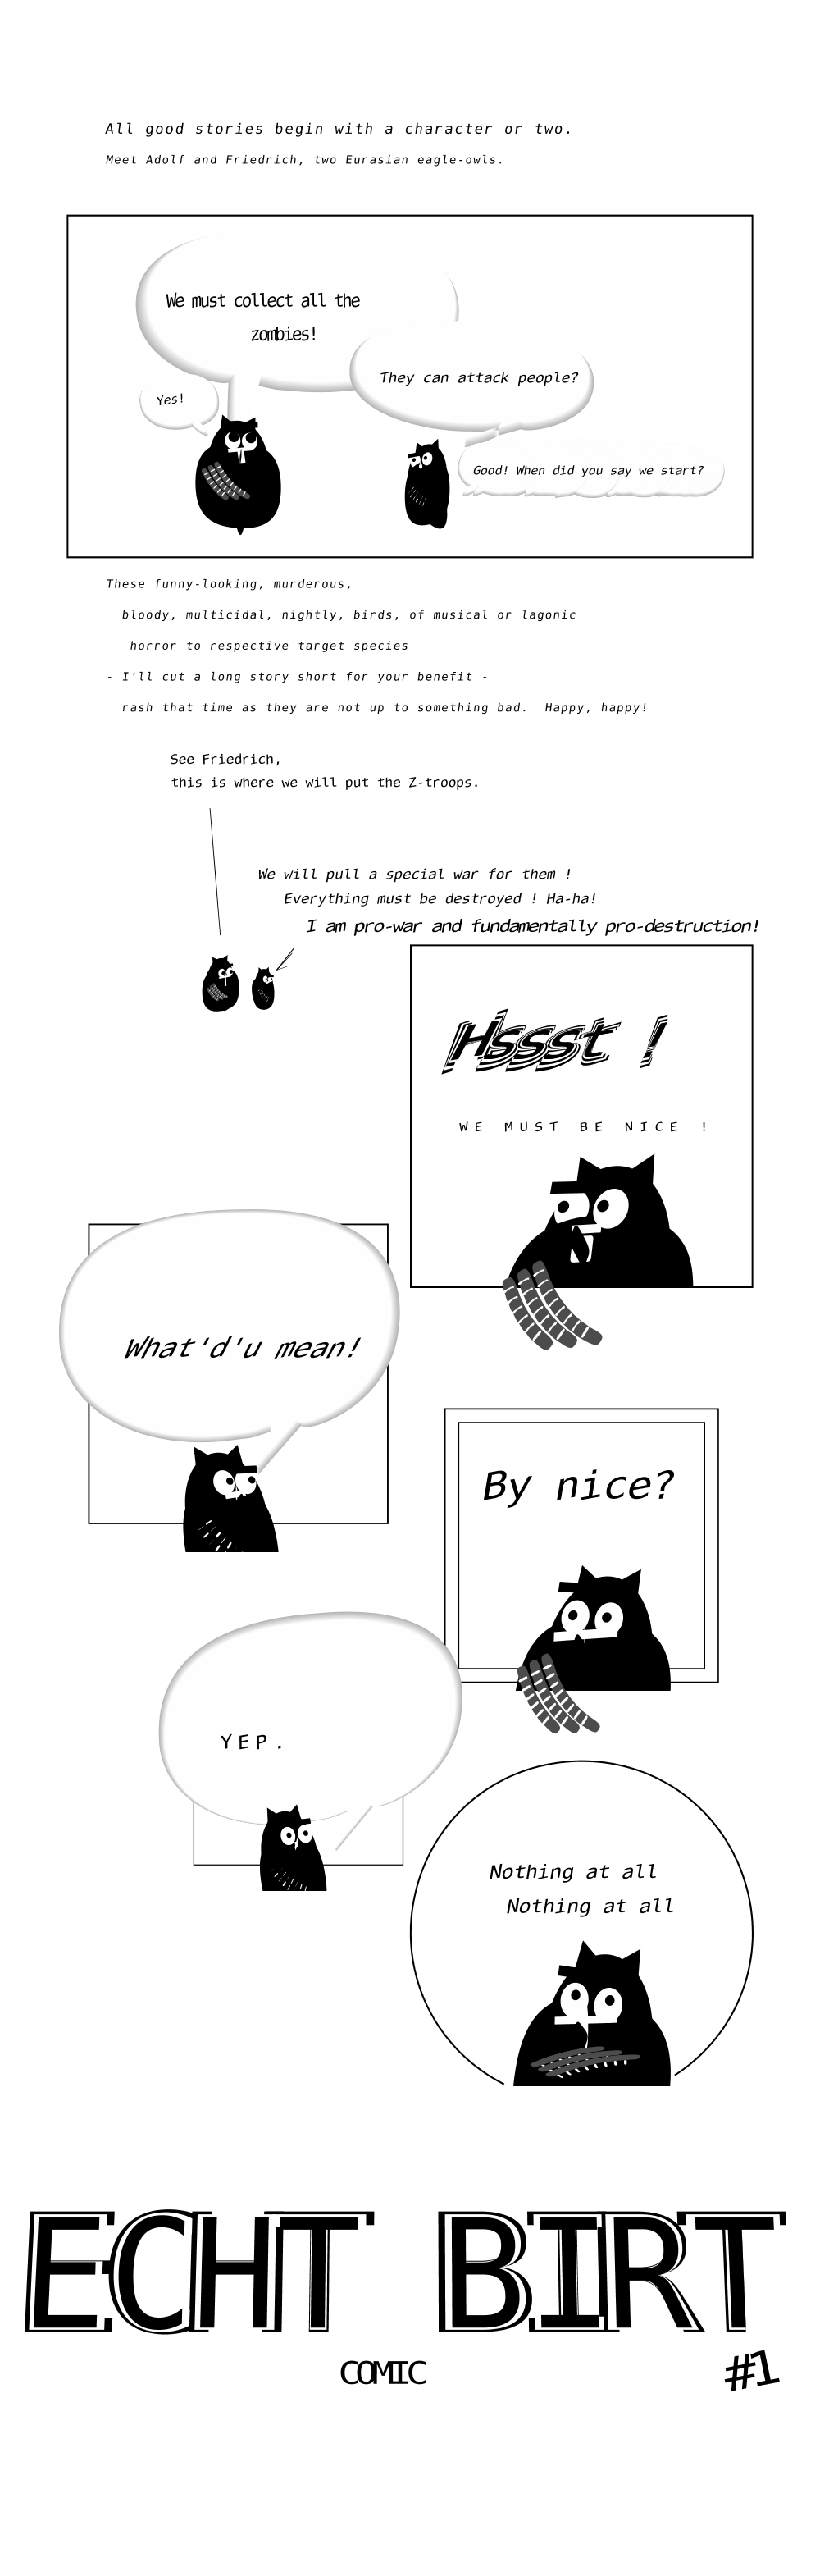 All good stories begin with a character or two.
Meet Adolf and Friedrich, two Eurasian eagle-owls.
We must collect all the
zombies!
They can attack people?
Yes!
Good! When did you say we start?
These funny-looking, murderous,
bloody, multicidal, nightly, birds, of musical or lagonic
horror to respective target species
- I'll cut a long story short for your benefit -
rash that time as they are not up to something bad. Happy, happy!
See Friedrich,
this is where we will put the Z-troops.
We will pull a special war for them !
Everything must be destroyed ! Ha-ha!
I am pro-war and fundamentally pro-destruction!
Hssst !
WE MUST BE NICE !
What'd'u mean!
By nice?
YEP.
Nothing at all
Nothing at all
ECHT BIRT
COMIC
#1